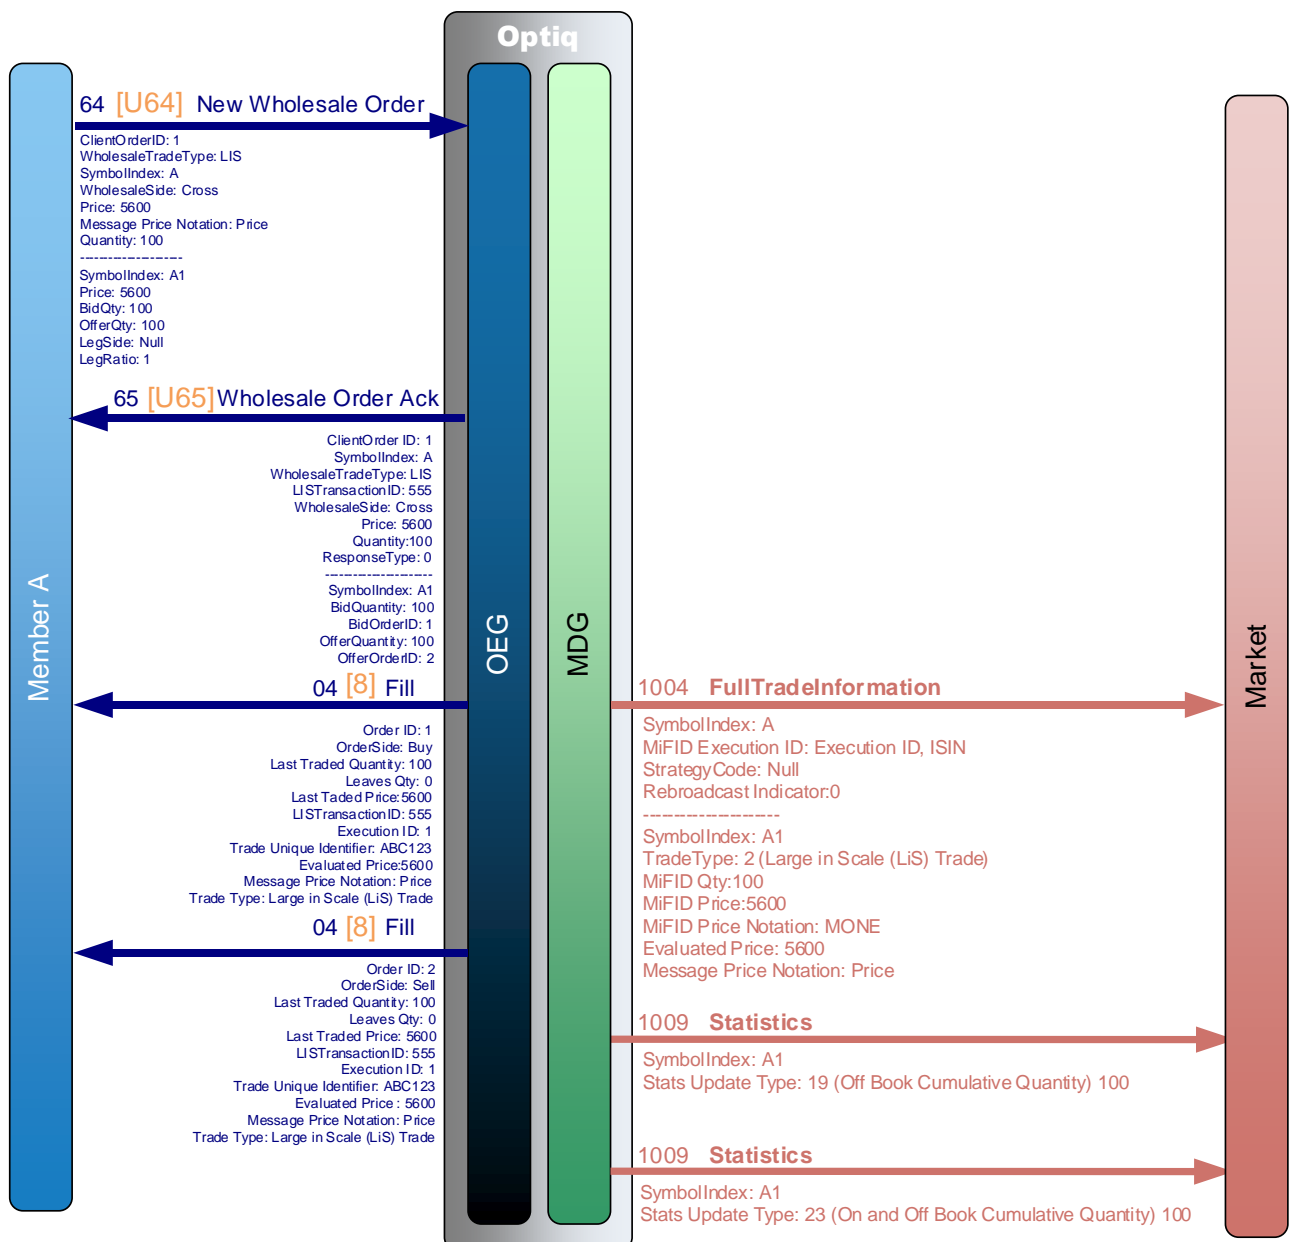 Optiq
64 [U64] New Wholesale Order
ClientOrderID: 1
WholesaleTradeType: LIS
SymbolIndex: A
WholesaleSide: Cross
Price: 5600
Message Price Notation: Price
Quantity: 100
-----------------------
SymbolIndex: A1
Price: 5600
BidQty: 100
OfferQty: 100
LegSide: Null
LegRatio: 1
65 [U65] Wholesale Order Ack
ClientOrder ID: 1
SymbolIndex: A
WholesaleTradeType: LIS
LISTransactionID: 555
WholesaleSide: Cross
Price: 5600
Quantity:100
ResponseType: 0
------------------------
SymbolIndex: A1
BidQuantity: 100
BidOrderID: 1
OfferQuantity: 100
OfferOrderID: 2
04 [8] Fill
Order ID: 1
OrderSide: Buy
Last Traded Quantity: 100
Leaves Qty: 0
Last Taded Price:5600
LISTransactionID: 555
Execution ID: 1
Trade Unique Identifier: ABC123
Evaluated Price:5600
Message Price Notation: Price
Trade Type: Large in Scale (LiS) Trade
04 [8] Fill
Order ID: 2
OrderSide: Sell
Last Traded Quantity: 100
Leaves Qty: 0
Last Traded Price: 5600
LISTransactionID: 555
Execution ID: 1
Trade Unique Identifier: ABC123
Evaluated Price : 5600
Message Price Notation: Price
Trade Type: Large in Scale (LiS) Trade
Member A
OEG
MDG
1004 FullTradeInformation
SymbolIndex: A
MiFID Execution ID: Execution ID, ISIN
StrategyCode: Null
Rebroadcast Indicator:0
----------------------
SymbolIndex: A1
TradeType: 2 (Large in Scale (LiS) Trade)
MiFID Qty:100
MiFID Price:5600
MiFID Price Notation: MONE
Evaluated Price: 5600
Message Price Notation: Price
1009 Statistics
SymbolIndex: A1
Stats Update Type: 19 (Off Book Cumulative Quantity) 100
1009 Statistics
SymbolIndex: A1
Stats Update Type: 23 (On and Off Book Cumulative Quantity) 100
Market